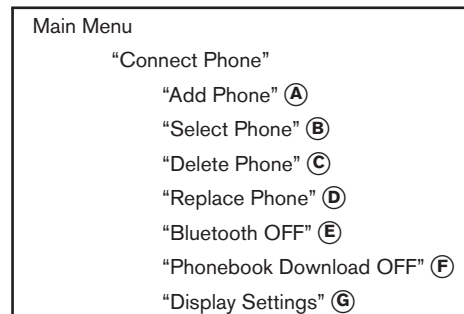 Main Menu
“Connect Phone”
“Add Phone” Ⓐ
“Select Phone” Ⓑ
“Delete Phone” Ⓒ
“Replace Phone” Ⓓ
“Bluetooth OFF” Ⓔ
“Phonebook Download OFF” Ⓕ
“Display Settings” Ⓖ